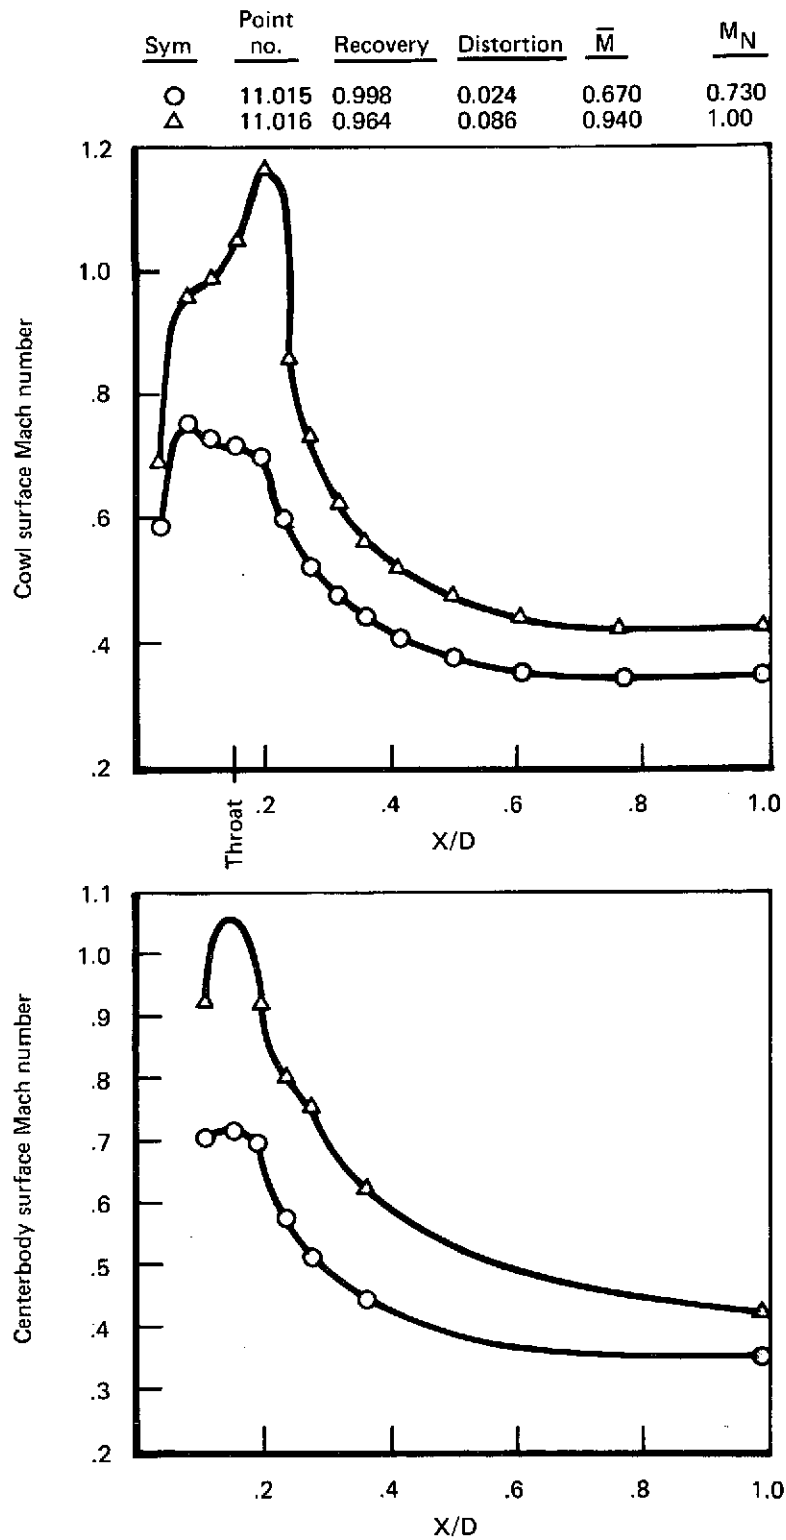 Point
Sym no. Recovery Distortion M̅ M_N
○ 11.015 0.998 0.024 0.670 0.730
△ 11.016 0.964 0.086 0.940 1.00
1.2
1.0
.8
.6
.4
.2
Cowl surface Mach number
.2 .4 .6 .8 1.0
Throat
X/D
1.1
1.0
.9
.8
.7
.6
.5
.4
.3
.2
Centerbody surface Mach number
.2 .4 .6 .8 1.0
X/D